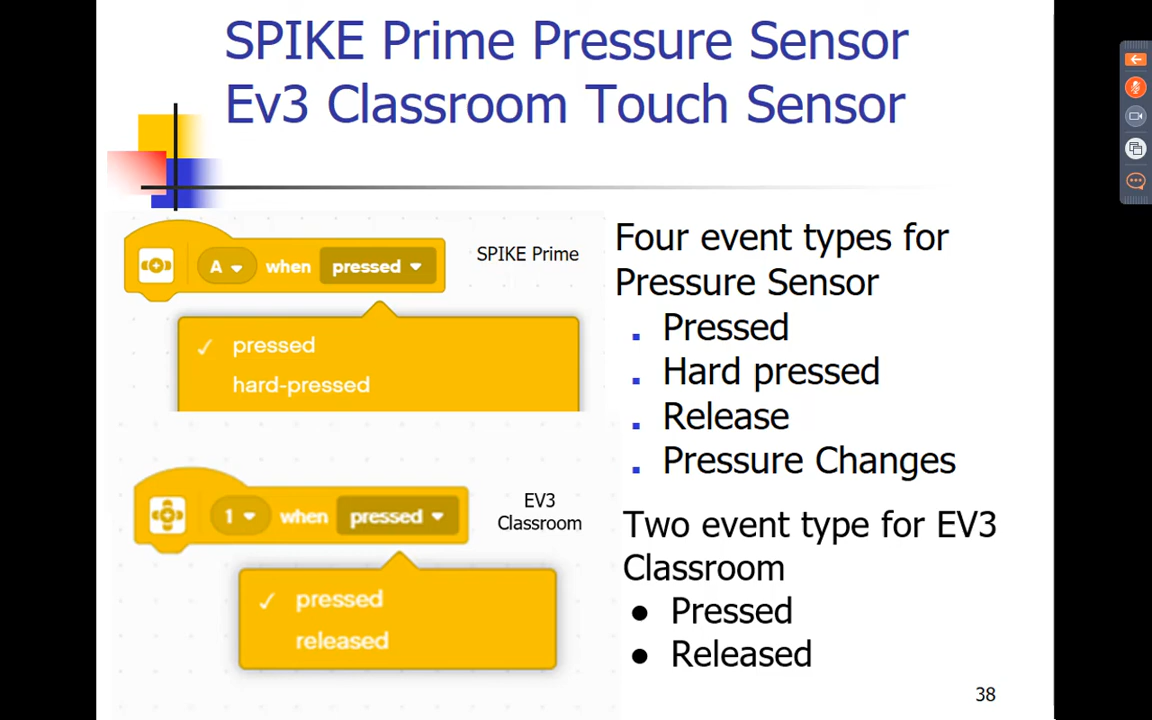 SPIKE Prime Pressure Sensor
Ev3 Classroom Touch Sensor
A when pressed
SPIKE Prime
pressed
hard-pressed
1 when pressed
EV3
Classroom
pressed
released
Four event types for
Pressure Sensor
Pressed
Hard pressed
Release
Pressure Changes
Two event type for EV3
Classroom
Pressed
Released
38